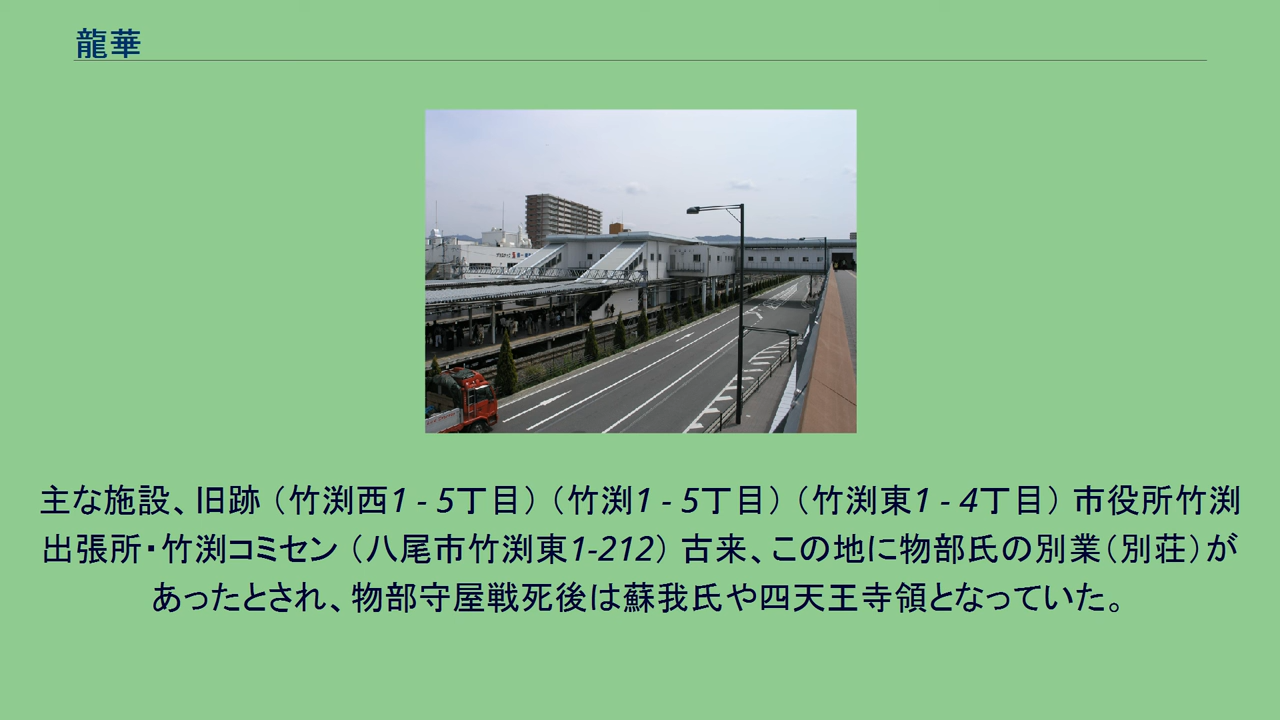 龍華
主な施設、旧跡（竹渕西1 - 5丁目）（竹渕1 - 5丁目）（竹渕東1 - 4丁目）市役所竹渕
出張所・竹渕コミセン（八尾市竹渕東1-212）古来、この地に物部氏の別業（別荘）が
あったとされ、物部守屋戦死後は蘇我氏や四天王寺領となっていた。